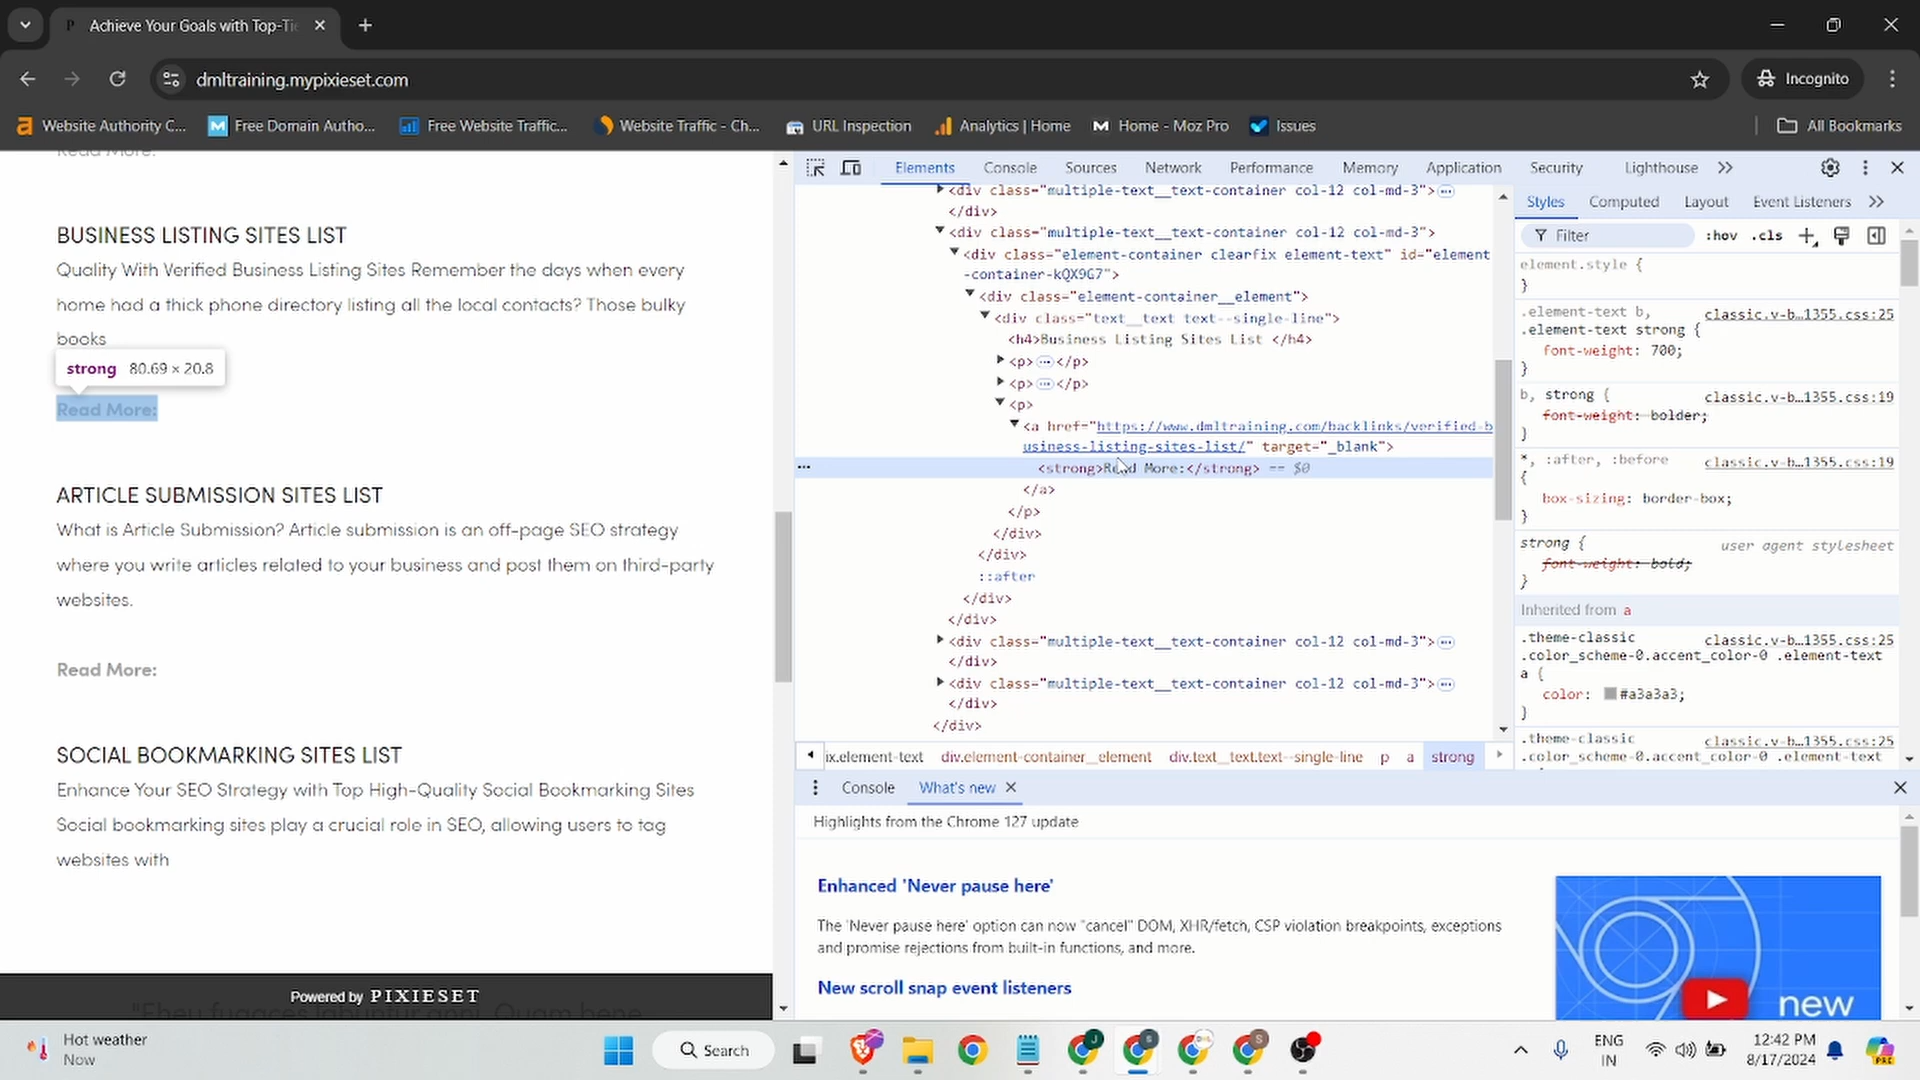 Achieve Your Goals with Top-Tie
dmltraining.mypixieset.com
Incognito
Website Authority C...
Free Domain Autho...
Free Website Traffic...
Website Traffic - Ch...
URL Inspection
Analytics | Home
Home - Moz Pro
Issues
All Bookmarks
Read More:
BUSINESS LISTING SITES LIST
Quality With Verified Business Listing Sites Remember the days when every
home had a thick phone directory listing all the local contacts? Those bulky
books
strong 80.69 × 20.8
Read More:
ARTICLE SUBMISSION SITES LIST
What is Article Submission? Article submission is an off-page SEO strategy
where you write articles related to your business and post them on third-party
websites.
Read More:
SOCIAL BOOKMARKING SITES LIST
Enhance Your SEO Strategy with Top High-Quality Social Bookmarking Sites
Social bookmarking sites play a crucial role in SEO, allowing users to tag
websites with
Powered by PIXIESET
Elements
Console
Sources
Network
Performance
Memory
Application
Security
Lighthouse
<div class="multiple-text__text-container col-12 col-md-3">
</div>
<div class="multiple-text__text-container col-12 col-md-3">
<div class="element-container clearfix element-text" id="element
-container-kQX9G7">
<div class="element-container__element">
<div class="text__text text--single-line">
<h4>Business Listing Sites List </h4>
<p> </p>
<p> </p>
<p>
<a href="https://www.dmltraining.com/backlinks/verified-b
usiness-listing-sites-list/" target="_blank">
<strong>Read More:</strong> == $0
</a>
</p>
</div>
</div>
::after
</div>
</div>
<div class="multiple-text__text-container col-12 col-md-3">
</div>
<div class="multiple-text__text-container col-12 col-md-3">
</div>
</div>
ix.element-text
div.element-container__element
div.text__text.text--single-line
p
a
strong
Styles
Computed
Layout
Event Listeners
Filter
:hov
.cls
element.style {
}
.element-text b, classic.v-b…1355.css:25
.element-text strong {
font-weight: 700;
}
b, strong { classic.v-b…1355.css:19
font-weight: bolder;
}
*, :after, :before classic.v-b…1355.css:19
{
box-sizing: border-box;
}
strong { user agent stylesheet
font-weight: bold;
}
Inherited from a
.theme-classic classic.v-b…1355.css:25
.color_scheme-0.accent_color-0 .element-text
a {
color: #a3a3a3;
}
.theme-classic classic.v-b…1355.css:25
.color_scheme-0.accent_color-0 .element-text
Console
What's new
Highlights from the Chrome 127 update
Enhanced 'Never pause here'
The 'Never pause here' option can now "cancel" DOM, XHR/fetch, CSP violation breakpoints, exceptions
and promise rejections from built-in functions, and more.
New scroll snap event listeners
new
Hot weather
Now
Search
ENG
IN
12:42 PM
8/17/2024